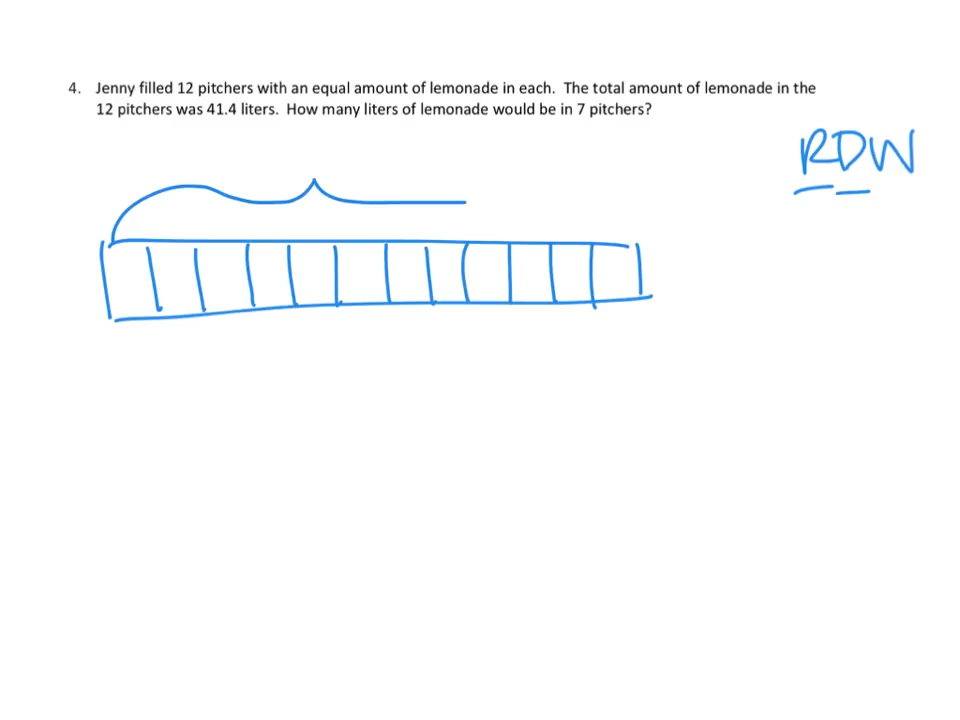 4. Jenny filled 12 pitchers with an equal amount of lemonade in each. The total amount of lemonade in the
12 pitchers was 41.4 liters. How many liters of lemonade would be in 7 pitchers?
RDW